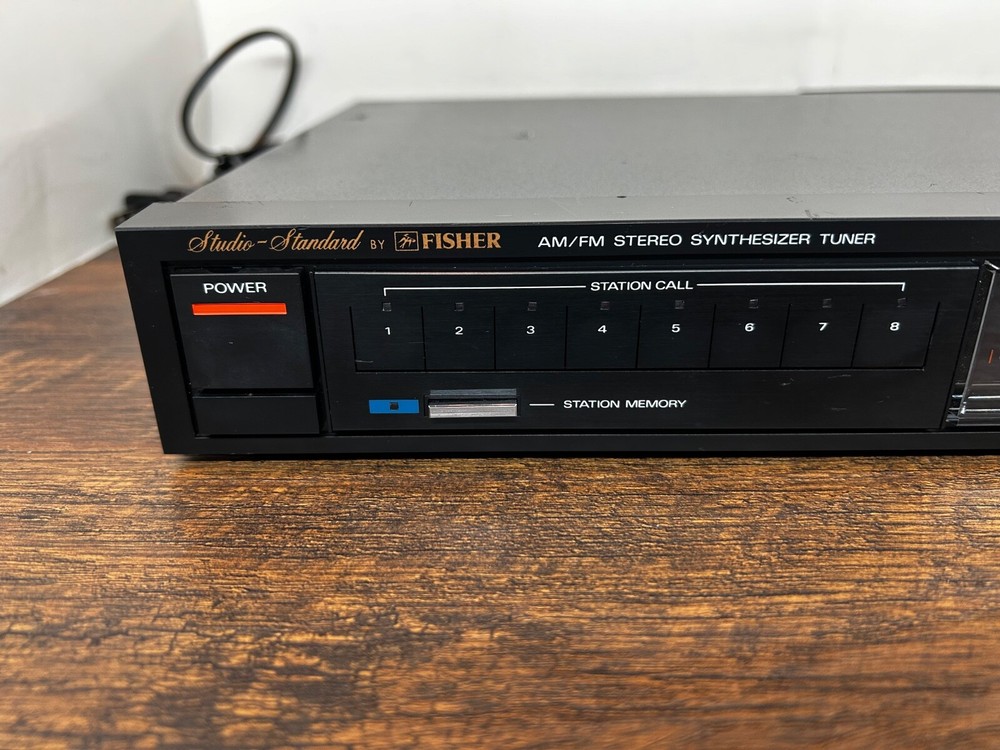 Studio-Standard BY FISHER AM/FM STEREO SYNTHESIZER TUNER
POWER
STATION CALL
1 2 3 4 5 6 7 8
STATION MEMORY